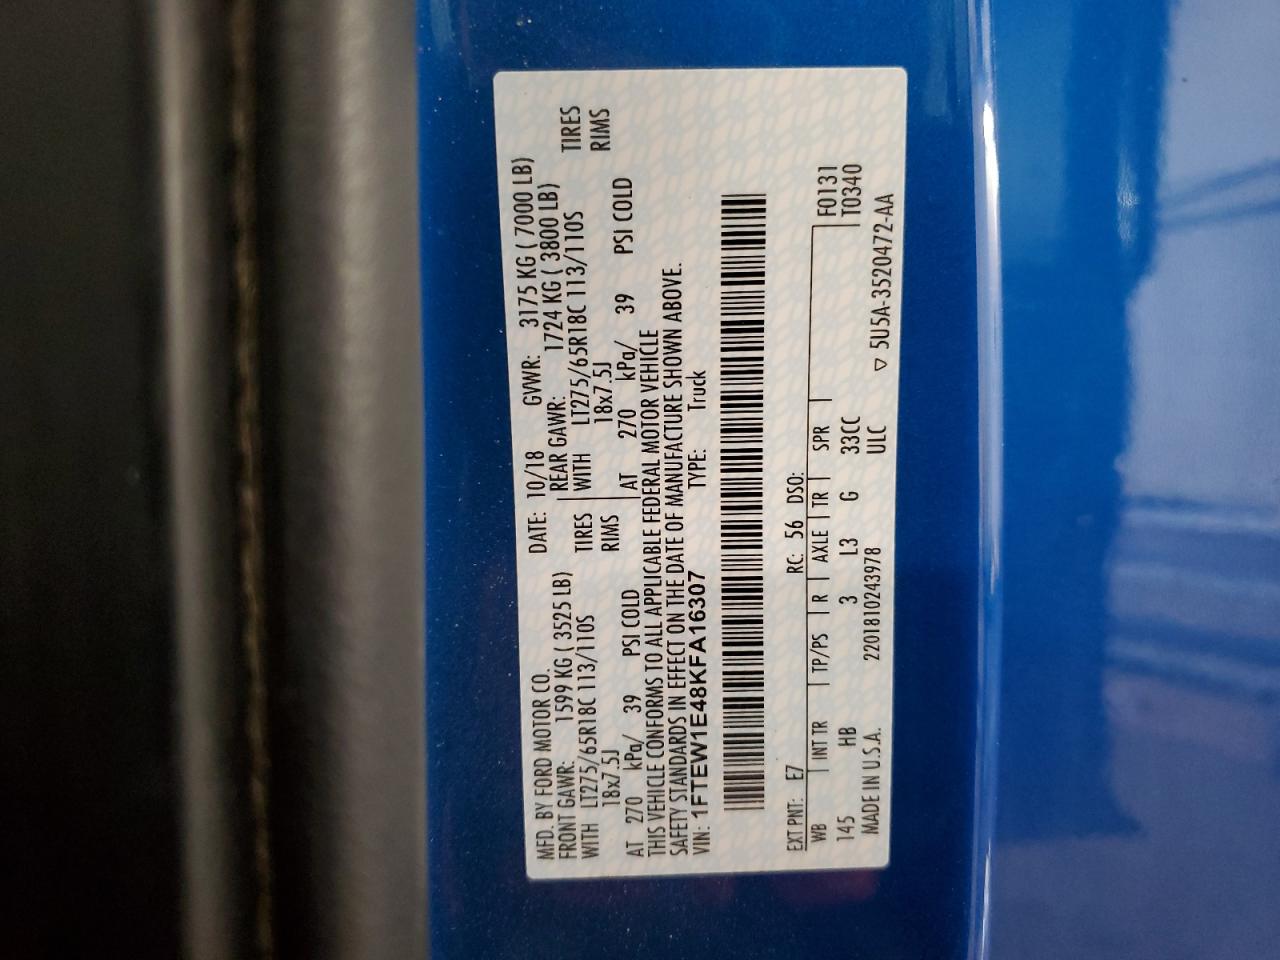 MFD. BY FORD MOTOR CO. DATE: 10/18 GVWR: 3175 KG ( 7000 LB)
FRONT GAWR: 1599 KG ( 3525 LB) REAR GAWR: 1724 KG ( 3800 LB)
WITH LT275/65R18C 113/110S TIRES WITH LT275/65R18C 113/110S TIRES
18x7.5J RIMS 18x7.5J RIMS
AT 270 kPa/ 39 PSI COLD AT 270 kPa/ 39 PSI COLD
THIS VEHICLE CONFORMS TO ALL APPLICABLE FEDERAL MOTOR VEHICLE
SAFETY STANDARDS IN EFFECT ON THE DATE OF MANUFACTURE SHOWN ABOVE.
VIN: 1FTEW1E48KFA16307 TYPE: Truck
EXT PNT: E7 RC: 56 DSO:
WB INT TR TP/PS R AXLE TR SPR F0131
145 HB 3 L3 G 33CC T0340
MADE IN U.S.A. 2201810243978 ULC ▽ 5U5A-3520472-AA